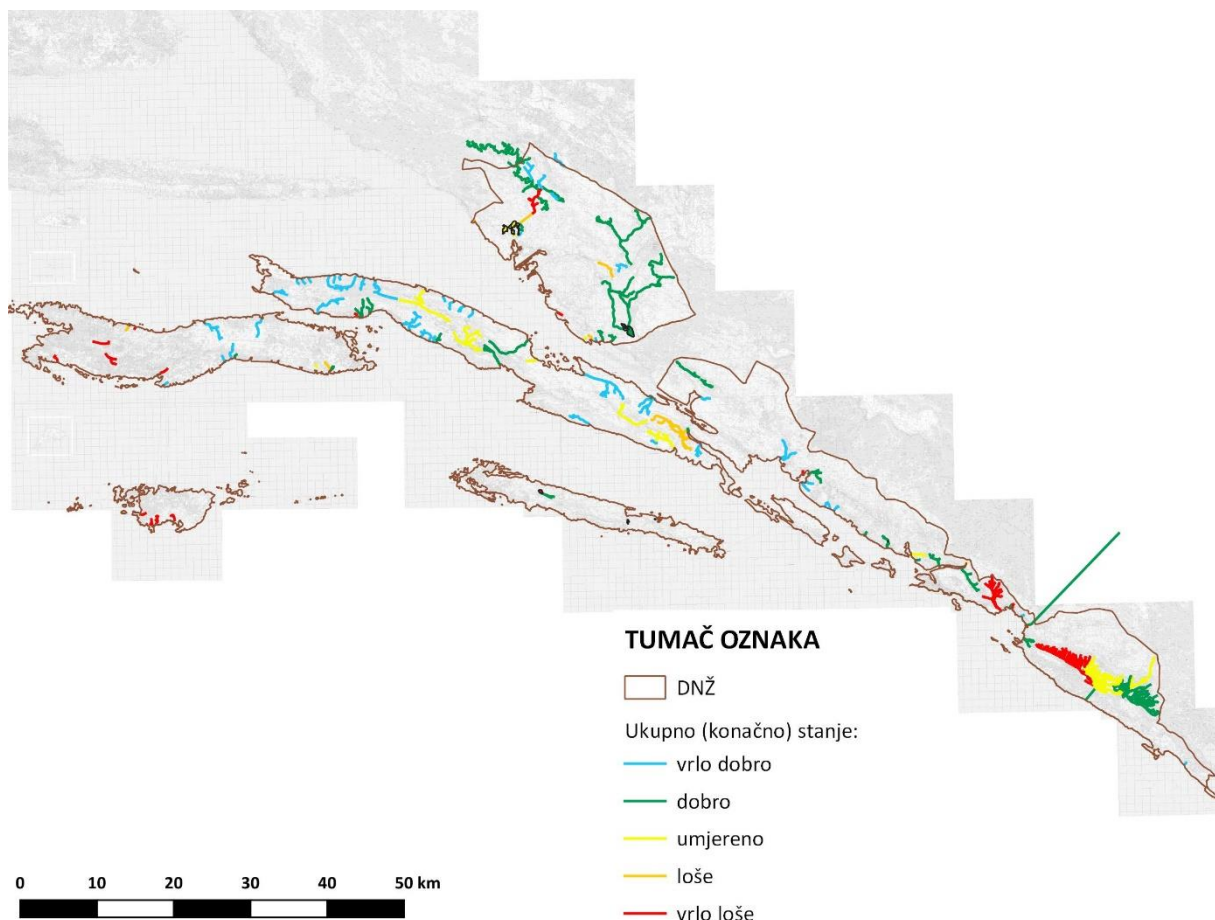 TUMAČ OZNAKA
DNŽ
Ukupno (konačno) stanje:
vrlo dobro
dobro
umjereno
loše
vrlo loše
0 10 20 30 40 50 km